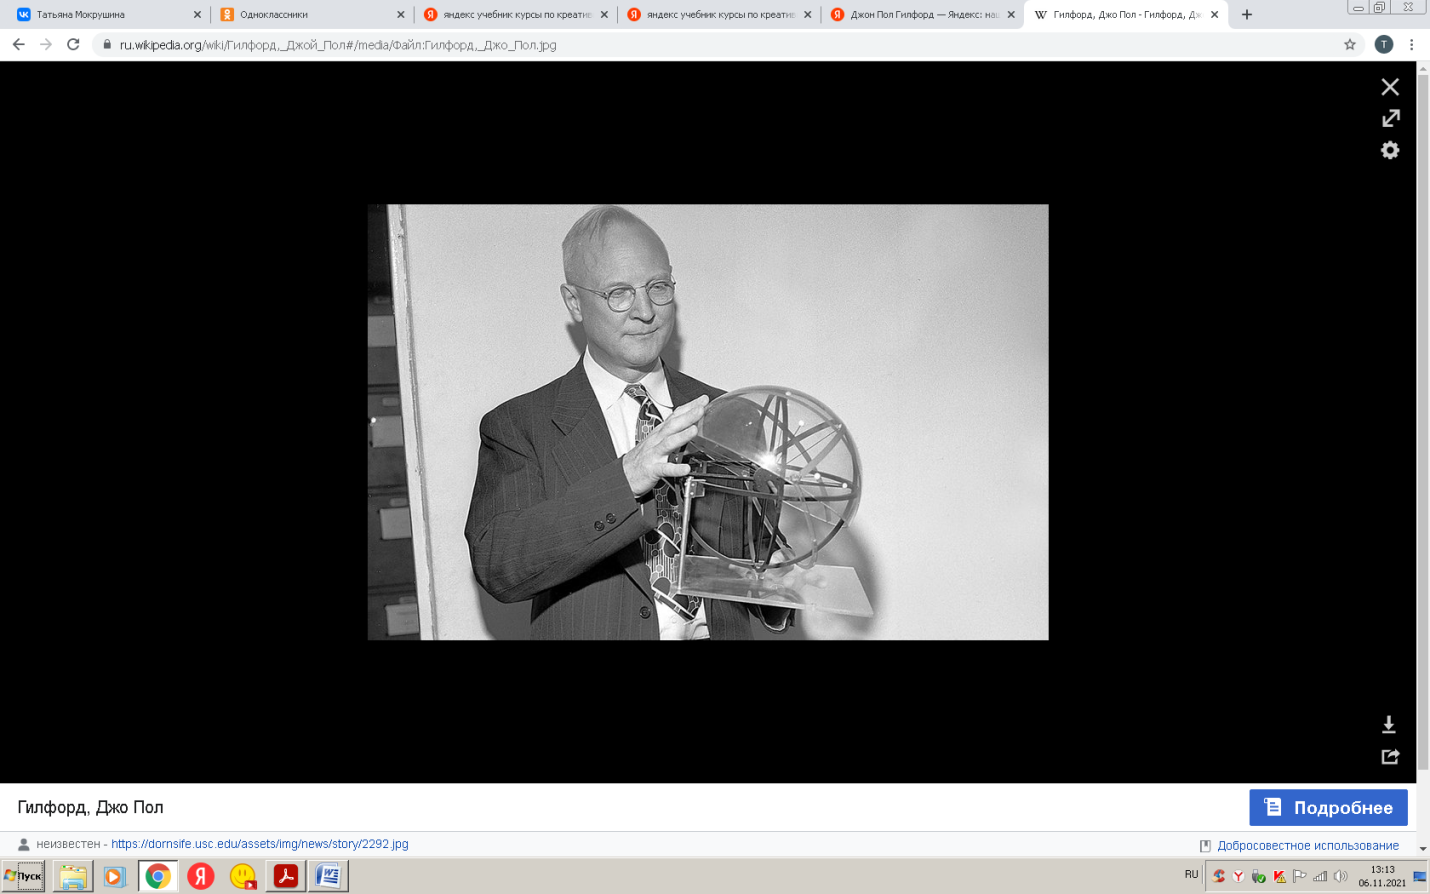 Татьяна Мокрушина
Одноклассники
яндекс учебник курсы по креатив
яндекс учебник курсы по креатив
Джон Пол Гилфорд — Яндекс: наш
Гилфорд, Джо Пол - Гилфорд, Дж
ru.wikipedia.org/wiki/Гилфорд,_Джой_Пол#/media/Файл:Гилфорд,_Джо_Пол.jpg
T
Гилфорд, Джо Пол
Подробнее
неизвестен - https://dornsife.usc.edu/assets/img/news/story/2292.jpg
Добросовестное использование
Пуск
RU
13:13
06.11.2021